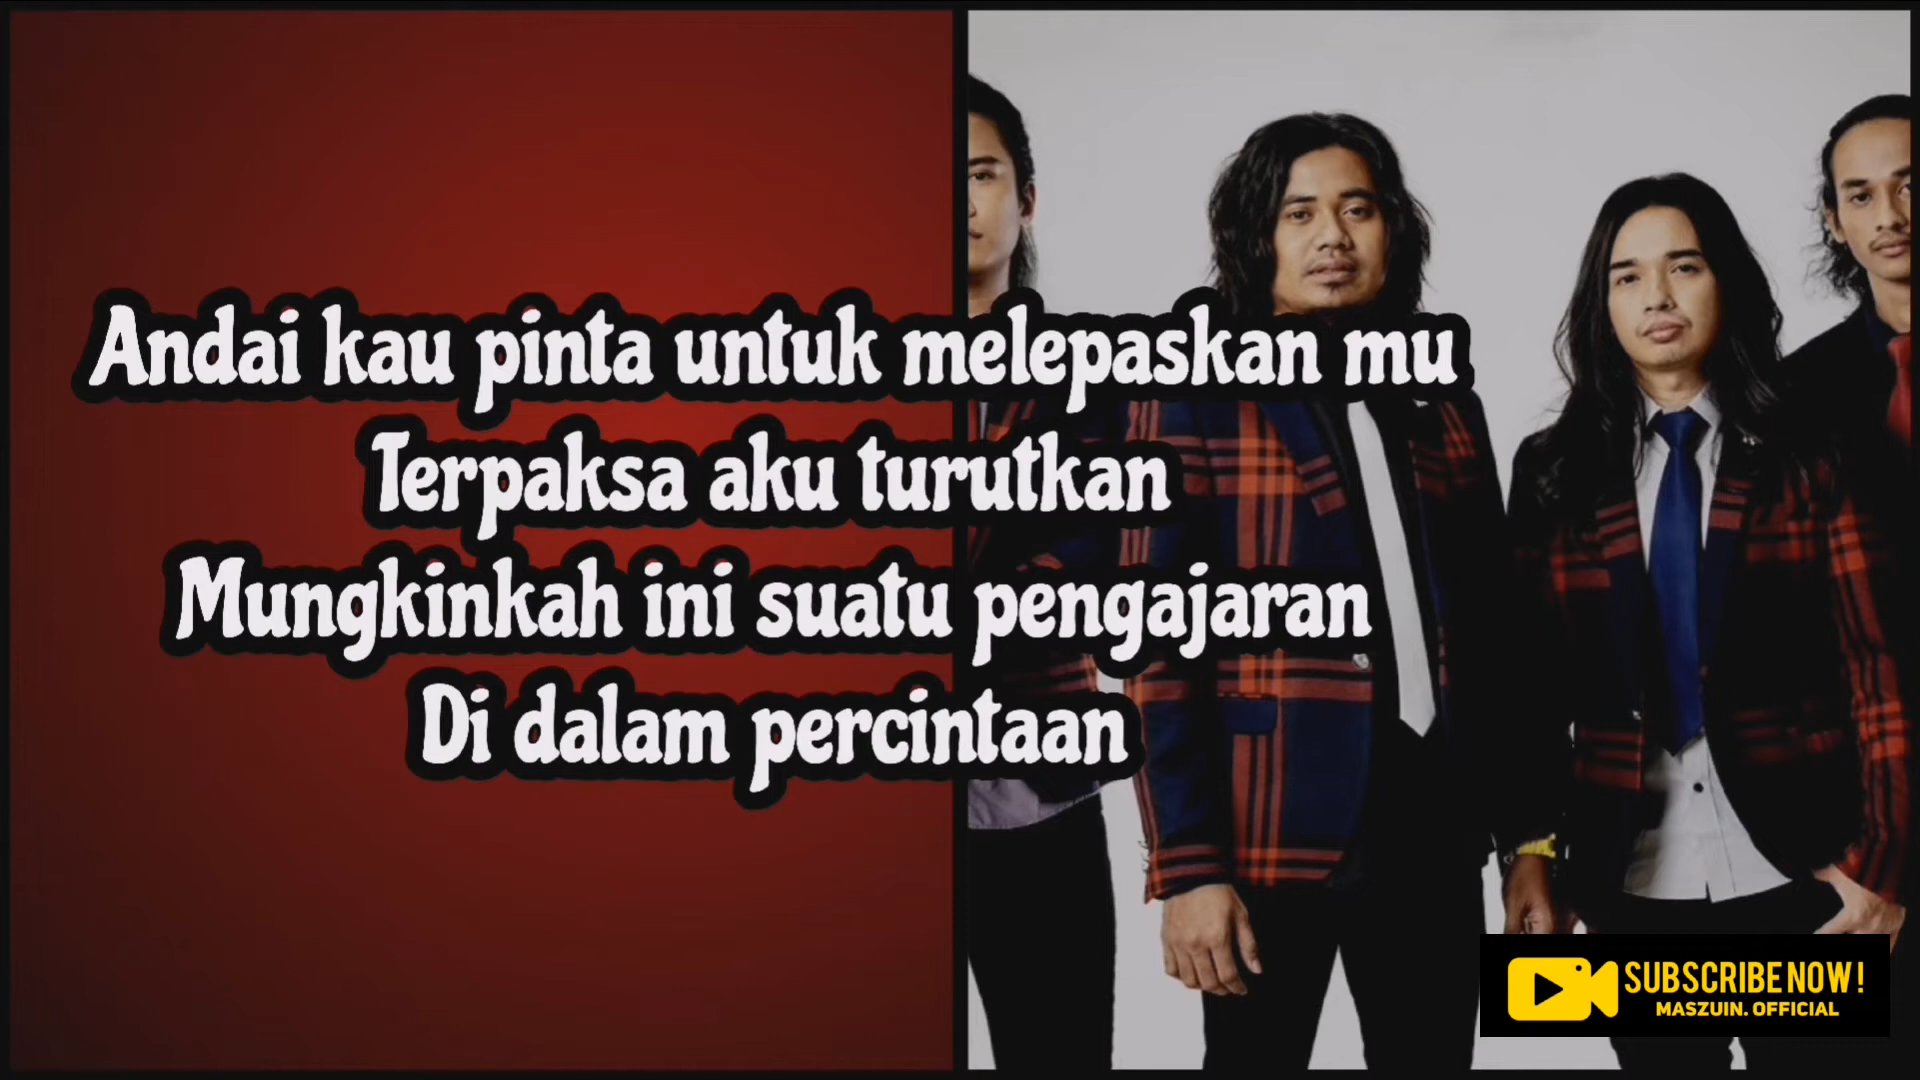 Andai kau pinta untuk melepaskan mu
Terpaksa aku turutkan
Mungkinkah ini suatu pengajaran
Di dalam percintaan
SUBSCRIBE NOW!
MASZUIN. OFFICIAL